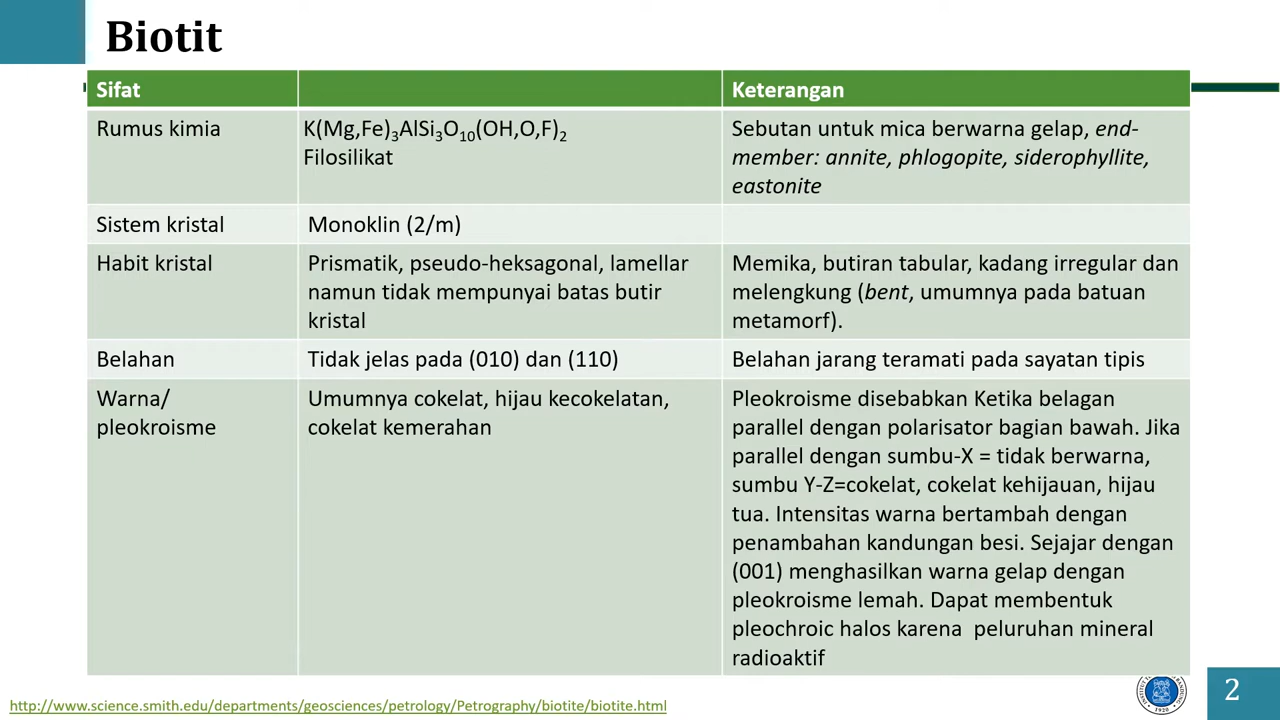 Biotit
Sifat
Keterangan
Rumus kimia
K(Mg,Fe)₃AlSi₃O₁₀(OH,O,F)₂
Filosilikat
Sebutan untuk mica berwarna gelap, end-
member: annite, phlogopite, siderophyllite,
eastonite
Sistem kristal
Monoklin (2/m)
Habit kristal
Prismatik, pseudo-heksagonal, lamellar
namun tidak mempunyai batas butir
kristal
Memika, butiran tabular, kadang irregular dan
melengkung (bent, umumnya pada batuan
metamorf).
Belahan
Tidak jelas pada (010) dan (110)
Belahan jarang teramati pada sayatan tipis
Warna/
pleokroisme
Umumnya cokelat, hijau kecokelatan,
cokelat kemerahan
Pleokroisme disebabkan Ketika belagan
parallel dengan polarisator bagian bawah. Jika
parallel dengan sumbu-X = tidak berwarna,
sumbu Y-Z=cokelat, cokelat kehijauan, hijau
tua. Intensitas warna bertambah dengan
penambahan kandungan besi. Sejajar dengan
(001) menghasilkan warna gelap dengan
pleokroisme lemah. Dapat membentuk
pleochroic halos karena  peluruhan mineral
radioaktif
http://www.science.smith.edu/departments/geosciences/petrology/Petrography/biotite/biotite.html
1920
2